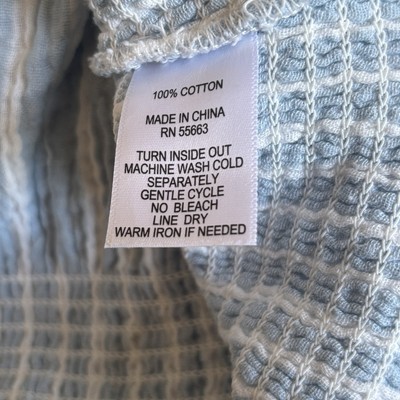 100% COTTON
MADE IN CHINA
RN 55663
TURN INSIDE OUT
MACHINE WASH COLD
SEPARATELY
GENTLE CYCLE
NO BLEACH
LINE DRY
WARM IRON IF NEEDED